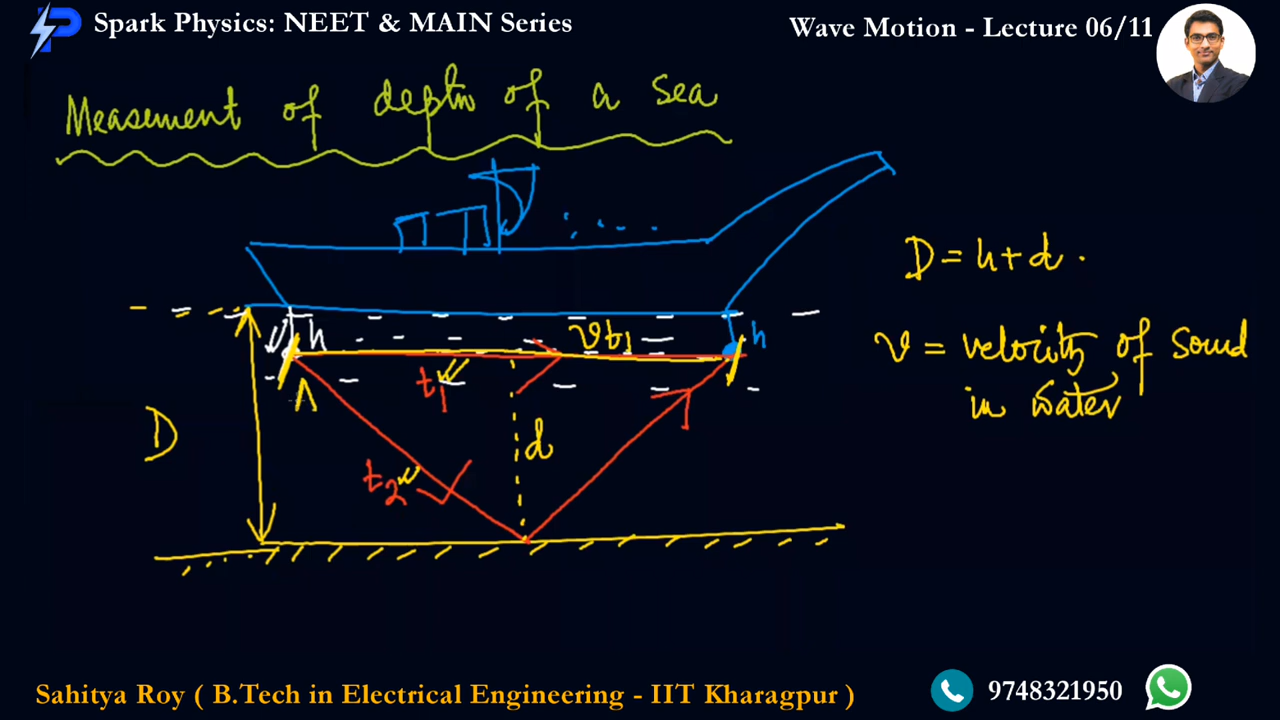 Spark Physics: NEET & MAIN Series
Wave Motion - Lecture 06/11
Measement of depth of a sea
D = h + d .
h
vt1
h
t1
v = velocity of sound
in water
D
d
t2
Sahitya Roy ( B.Tech in Electrical Engineering - IIT Kharagpur )
9748321950